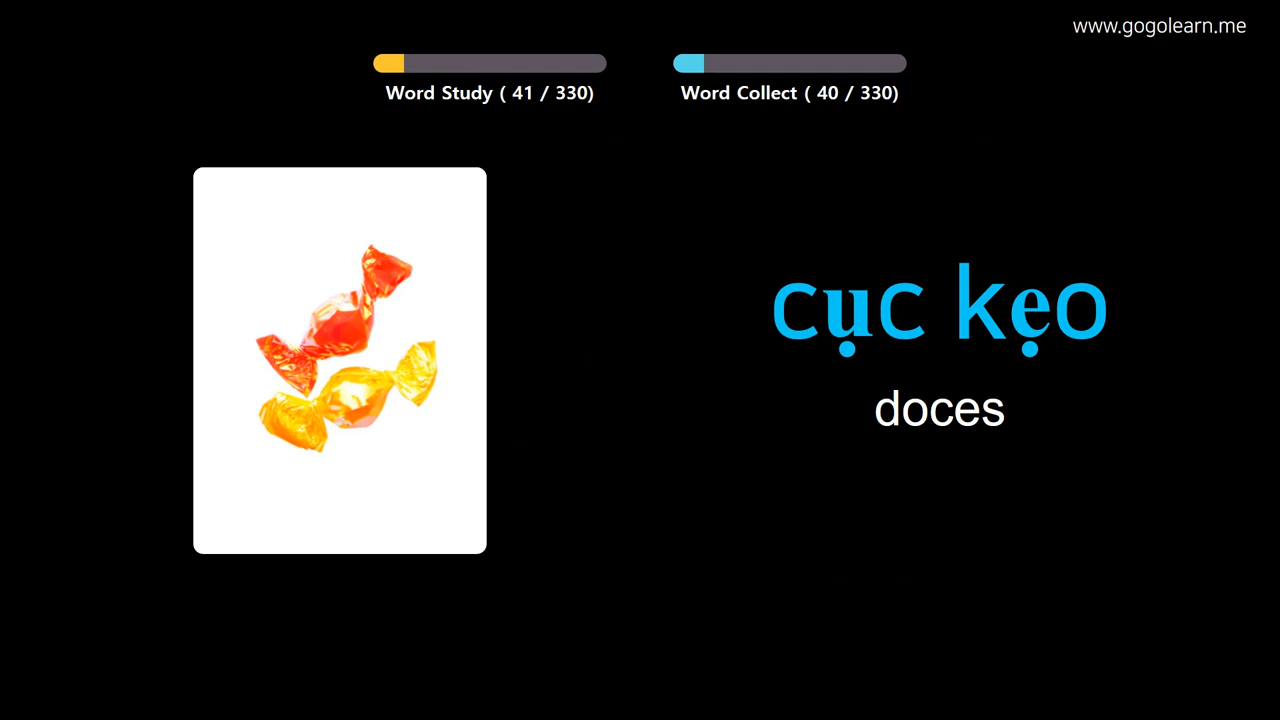 www.gogolearn.me
Word Study ( 41 / 330)
Word Collect ( 40 / 330)
cục kẹo
doces